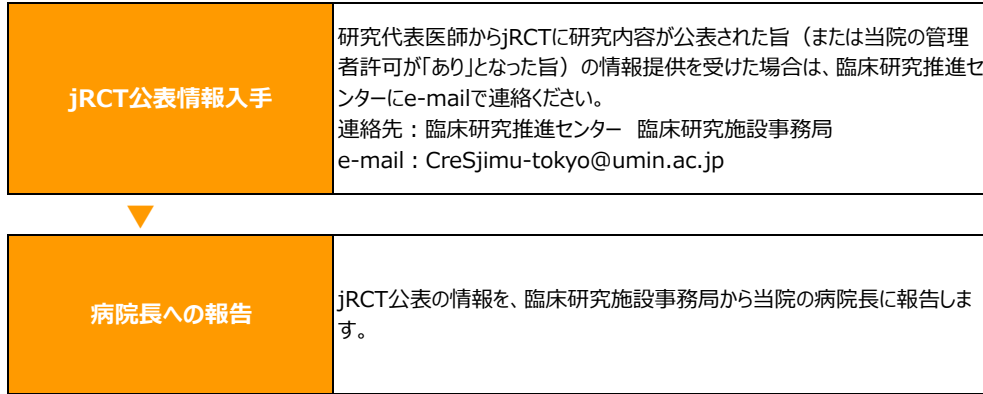 jRCT公表情報入手
研究代表医師からjRCTに研究内容が公表された旨（または当院の管理
者許可が「あり」となった旨）の情報提供を受けた場合は、臨床研究推進セ
ンターにe-mailで連絡ください。
連絡先：臨床研究推進センター 臨床研究施設事務局
e-mail：CreSjimu-tokyo@umin.ac.jp
病院長への報告
jRCT公表の情報を、臨床研究施設事務局から当院の病院長に報告しま
す。